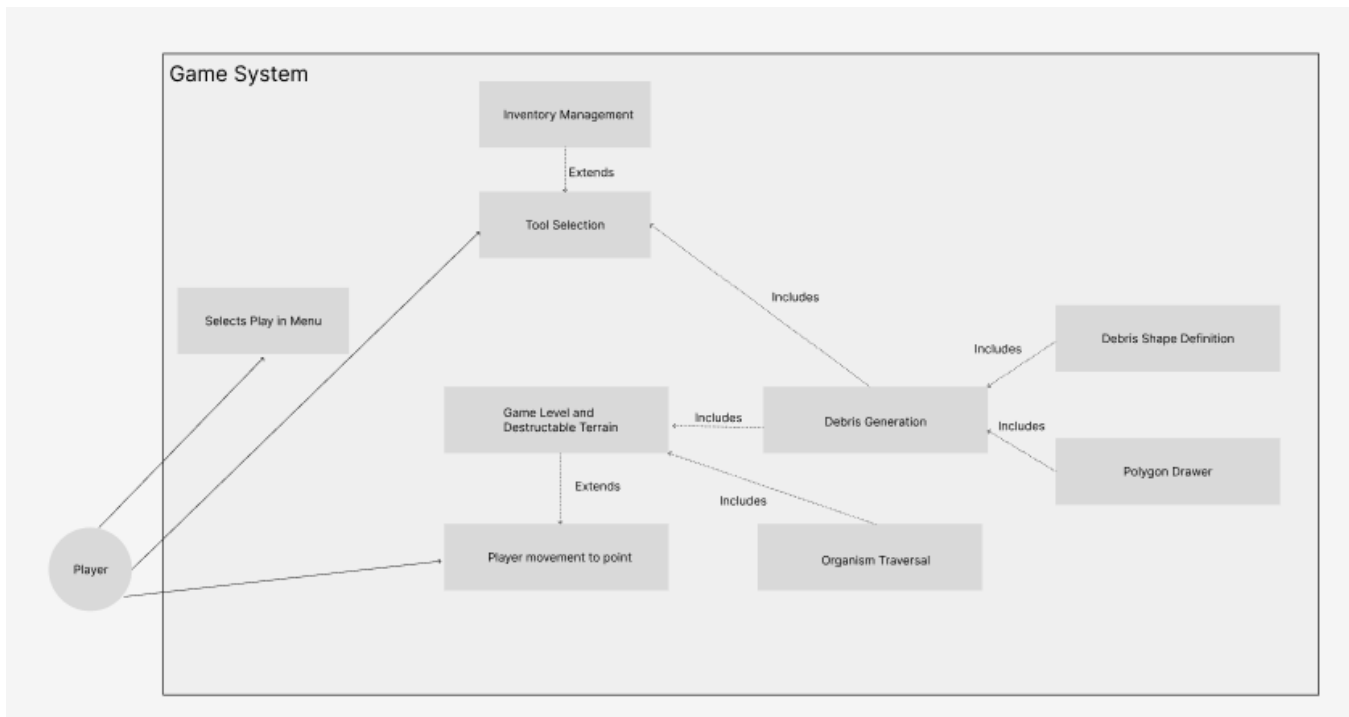 Game System
Inventory Management
Extends
Tool Selection
Includes
Selects Play in Menu
Debris Shape Definition
Includes
Game Level and
Destructable Terrain
Includes
Debris Generation
Includes
Polygon Drawer
Extends
Includes
Player movement to point
Organism Traversal
Player